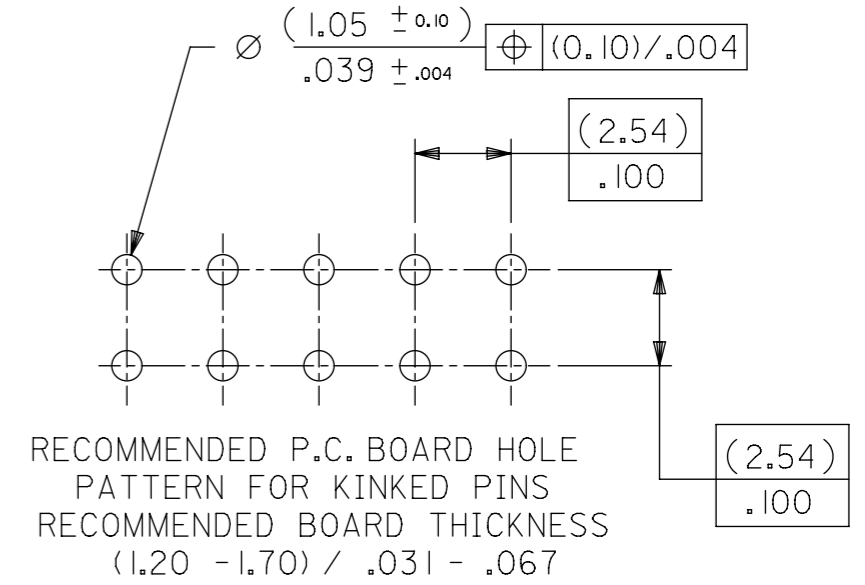 Ø (1.05 ± 0.10) ⌖ (0.10)/.004
.039 ± .004
(2.54)
.100
(2.54)
.100
RECOMMENDED P.C. BOARD HOLE
PATTERN FOR KINKED PINS
RECOMMENDED BOARD THICKNESS
(1.20 -1.70) / .031 - .067